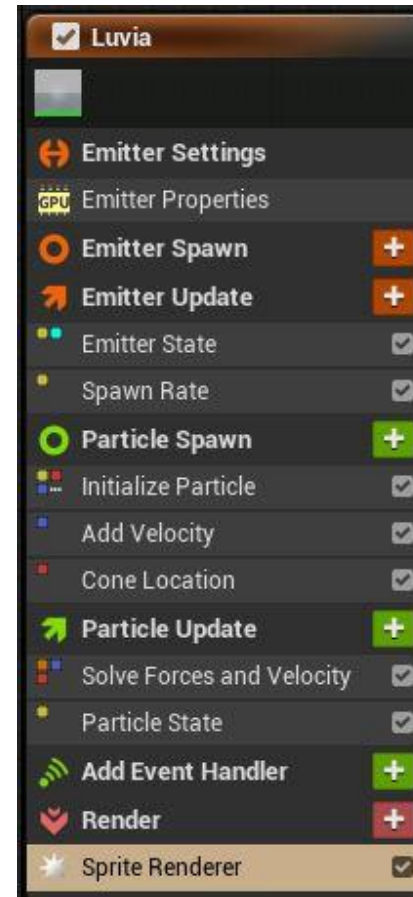 Luvia
Emitter Settings
GPU Emitter Properties
Emitter Spawn
Emitter Update
Emitter State
Spawn Rate
Particle Spawn
Initialize Particle
Add Velocity
Cone Location
Particle Update
Solve Forces and Velocity
Particle State
Add Event Handler
Render
Sprite Renderer